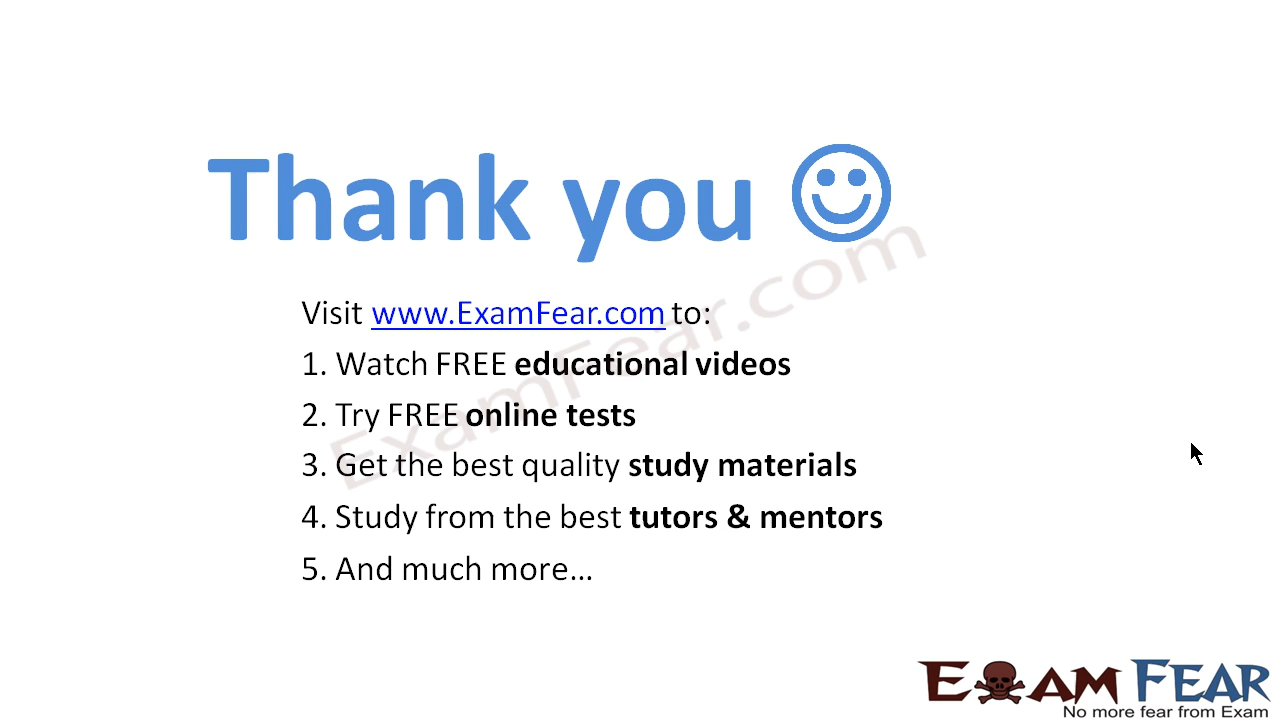 Thank you
Visit www.ExamFear.com to:
1. Watch FREE educational videos
2. Try FREE online tests
3. Get the best quality study materials
4. Study from the best tutors & mentors
5. And much more…
ExamFear.com
EXAM FEAR
No more fear from Exam